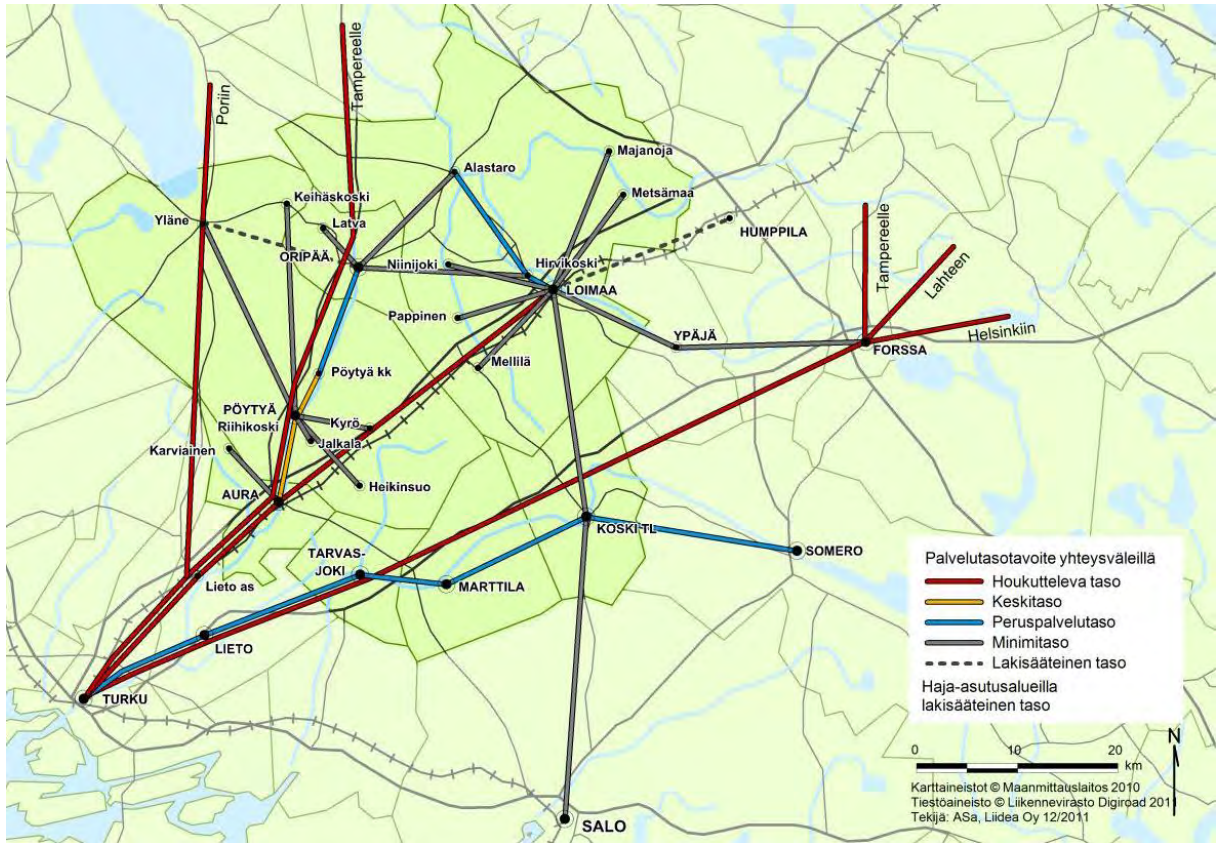 Poriin
Tampereelle
Alastaro
Majanoja
Metsämaa
Keihäskoski
Yläne
Latva
HUMPPILA
Tampereelle
Lahteen
ORIPÄÄ
Niinijoki
Hirvikoski
LOIMAA
Pappinen
Helsinkiin
YPÄJÄ
FORSSA
Mellilä
Pöytyä kk
PÖYTYÄ
Riihikoski
Kyrö
Jalkala
Karviainen
Heikinsuo
AURA
KOSKI TL
SOMERO
TARVAS-
JOKI
MARTTILA
Lieto as
LIETO
TURKU
SALO
Palvelutasotavoite yhteysväleillä
Houkutteleva taso
Keskitaso
Peruspalvelutaso
Minimitaso
Lakisääteinen taso
Haja-asutusalueilla
lakisääteinen taso
N
0 10 20
km
Karttaineistot © Maanmittauslaitos 2010
Tiestöaineisto © Liikennevirasto Digiroad 2011
Tekijä: ASa, Liidea Oy 12/2011